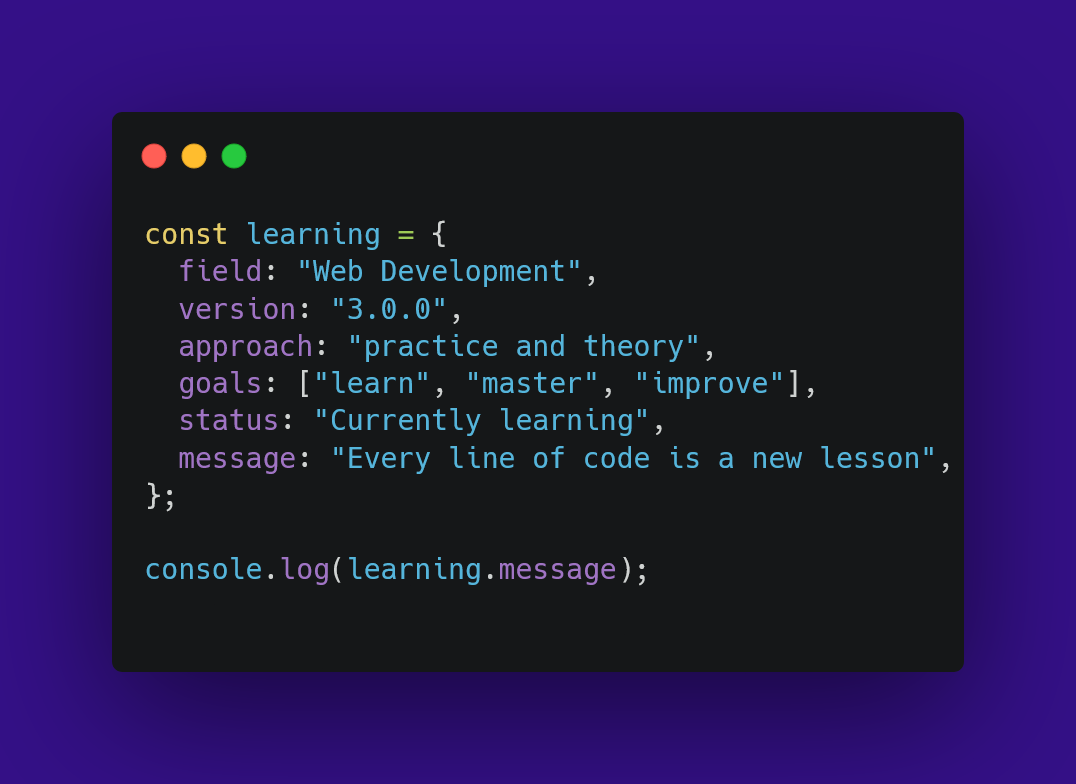 const learning = {
  field: "Web Development",
  version: "3.0.0",
  approach: "practice and theory",
  goals: ["learn", "master", "improve"],
  status: "Currently learning",
  message: "Every line of code is a new lesson",
};

console.log(learning.message);